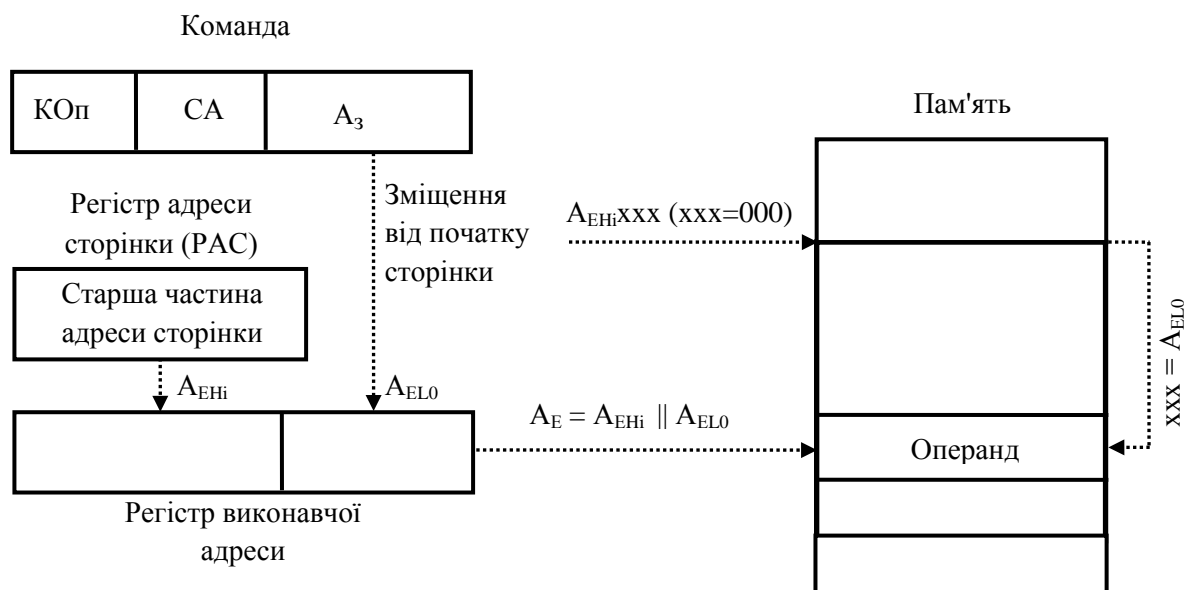 Команда
КОп
СА
Aз
Пам'ять
Регістр адреси
сторінки (РАС)
Зміщення
від початку
сторінки
AEHixxx (xxx=000)
Старша частина
адреси сторінки
AEHi
AEL0
xxx = AEL0
AE = AEHi || AEL0
Операнд
Регістр виконавчої
адреси